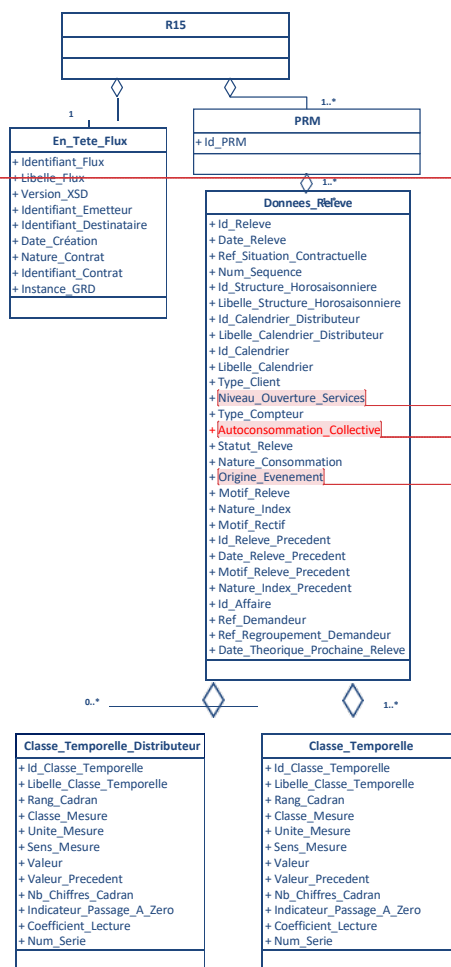 R15
1
1..*
En_Tete_Flux
+ Identifiant_Flux
+ Libelle_Flux
+ Version_XSD
+ Identifiant_Emetteur
+ Identifiant_Destinataire
+ Date_Création
+ Nature_Contrat
+ Identifiant_Contrat
+ Instance_GRD
PRM
+ Id_PRM
1..*
Donnees_Releve
+ Id_Releve
+ Date_Releve
+ Ref_Situation_Contractuelle
+ Num_Sequence
+ Id_Structure_Horosaisonniere
+ Libelle_Structure_Horosaisonniere
+ Id_Calendrier_Distributeur
+ Libelle_Calendrier_Distributeur
+ Id_Calendrier
+ Libelle_Calendrier
+ Type_Client
+ Niveau_Ouverture_Services
+ Type_Compteur
+ Autoconsommation_Collective
+ Statut_Releve
+ Nature_Consommation
+ Origine_Evenement
+ Motif_Releve
+ Nature_Index
+ Motif_Rectif
+ Id_Releve_Precedent
+ Date_Releve_Precedent
+ Motif_Releve_Precedent
+ Nature_Index_Precedent
+ Id_Affaire
+ Ref_Demandeur
+ Ref_Regroupement_Demandeur
+ Date_Theorique_Prochaine_Releve
0..*
1..*
Classe_Temporelle_Distributeur
+ Id_Classe_Temporelle
+ Libelle_Classe_Temporelle
+ Rang_Cadran
+ Classe_Mesure
+ Unite_Mesure
+ Sens_Mesure
+ Valeur
+ Valeur_Precedent
+ Nb_Chiffres_Cadran
+ Indicateur_Passage_A_Zero
+ Coefficient_Lecture
+ Num_Serie
Classe_Temporelle
+ Id_Classe_Temporelle
+ Libelle_Classe_Temporelle
+ Rang_Cadran
+ Classe_Mesure
+ Unite_Mesure
+ Sens_Mesure
+ Valeur
+ Valeur_Precedent
+ Nb_Chiffres_Cadran
+ Indicateur_Passage_A_Zero
+ Coefficient_Lecture
+ Num_Serie